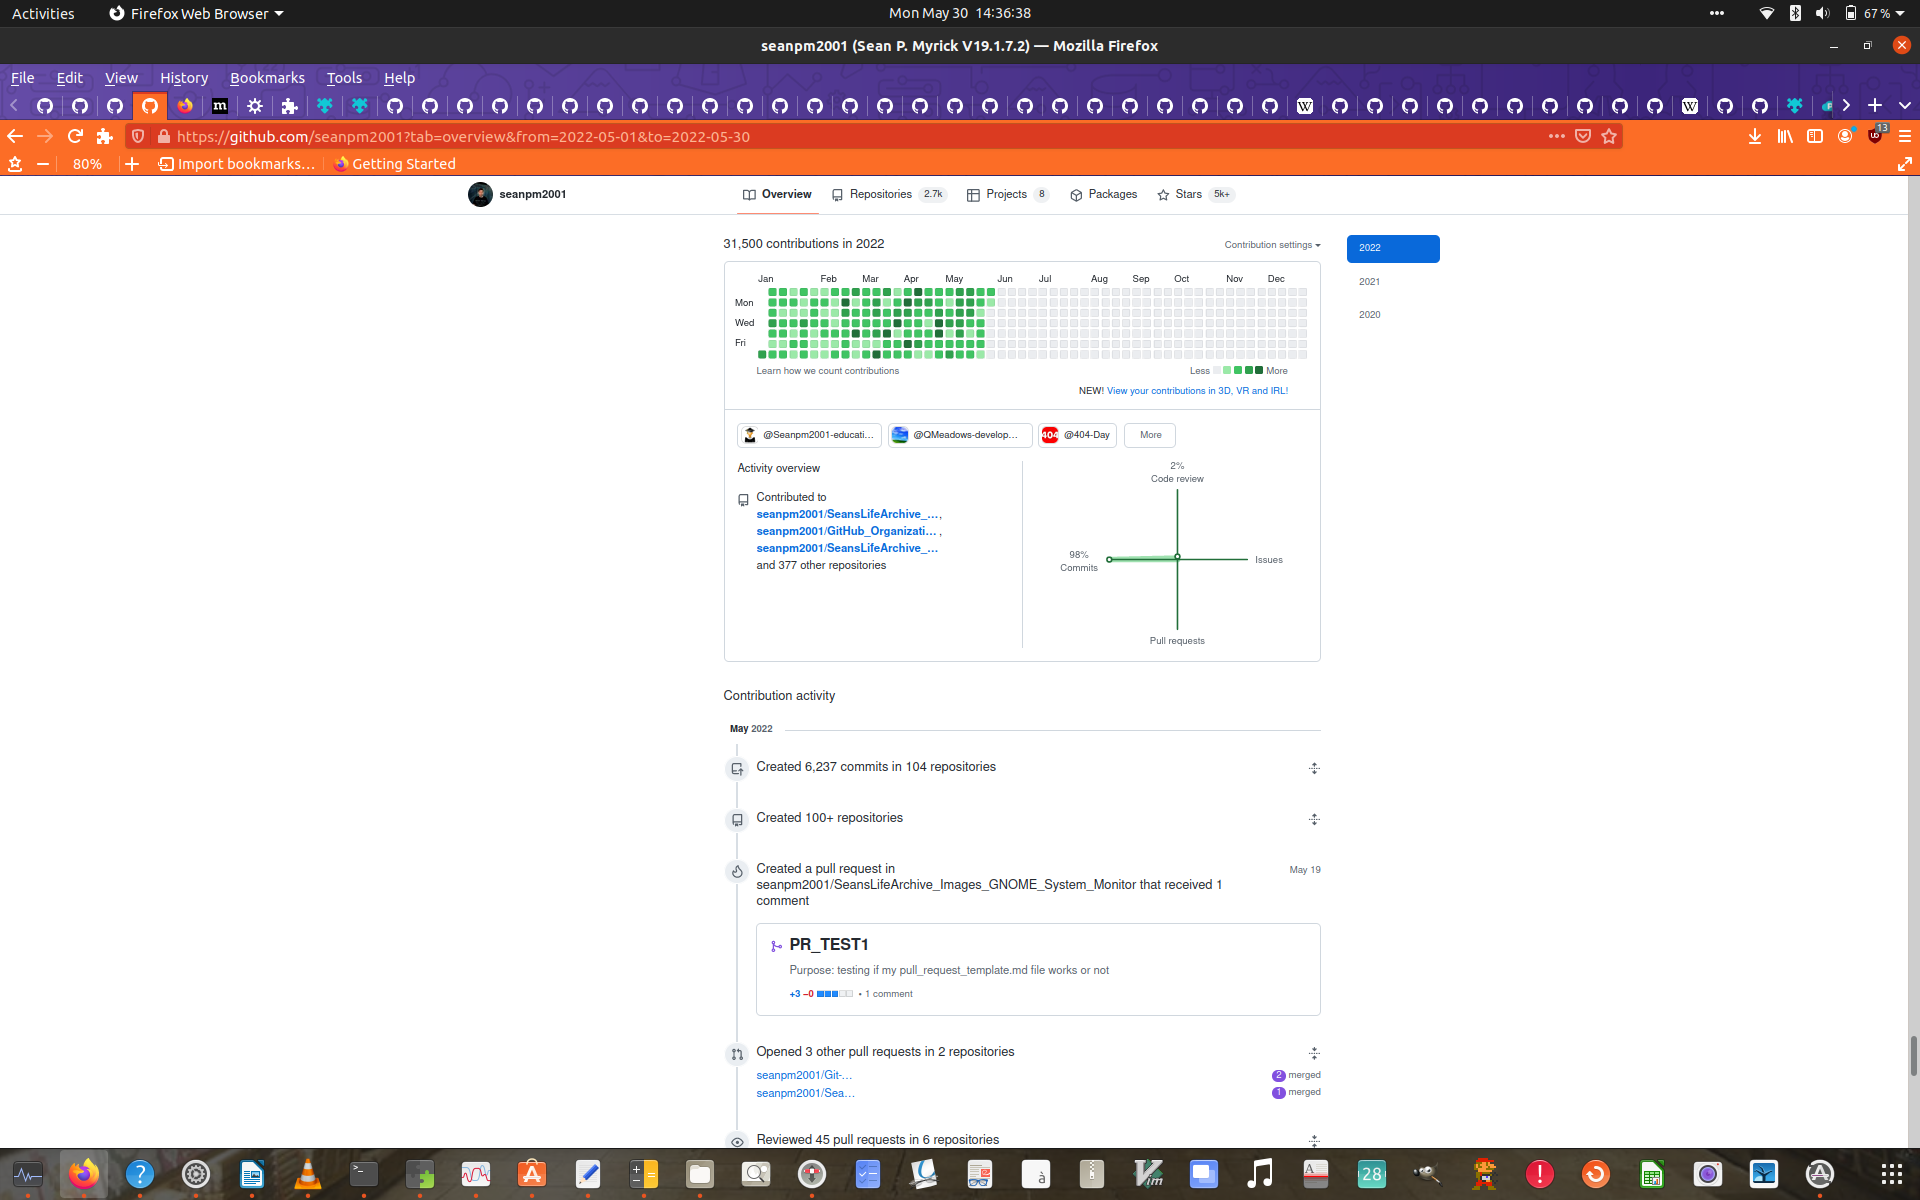 Activities
Firefox Web Browser
Mon May 30 14:36:38
67 %
seanpm2001 (Sean P. Myrick V19.1.7.2) — Mozilla Firefox
File Edit View History Bookmarks Tools Help
https://github.com/seanpm2001?tab=overview&from=2022-05-01&to=2022-05-30
13
80%
Import bookmarks…
Getting Started
seanpm2001
Overview
Repositories 2.7k
Projects 8
Packages
Stars 5k+
31,500 contributions in 2022
Contribution settings
2022
2021
2020
Jan Feb Mar Apr May Jun Jul Aug Sep Oct Nov Dec
Mon
Wed
Fri
Learn how we count contributions
Less More
NEW! View your contributions in 3D, VR and IRL!
@Seanpm2001-educati…
@QMeadows-develop…
404 @404-Day
More
Activity overview
Contributed to
seanpm2001/SeansLifeArchive_…,
seanpm2001/GitHub_Organizati… ,
seanpm2001/SeansLifeArchive_…
and 377 other repositories
2%
Code review
98%
Commits
Issues
Pull requests
Contribution activity
May 2022
Created 6,237 commits in 104 repositories
Created 100+ repositories
Created a pull request in
seanpm2001/SeansLifeArchive_Images_GNOME_System_Monitor that received 1
comment
May 19
PR_TEST1
Purpose: testing if my pull_request_template.md file works or not
+3 −0 • 1 comment
Opened 3 other pull requests in 2 repositories
seanpm2001/Git-…
2 merged
seanpm2001/Sea…
1 merged
Reviewed 45 pull requests in 6 repositories
28